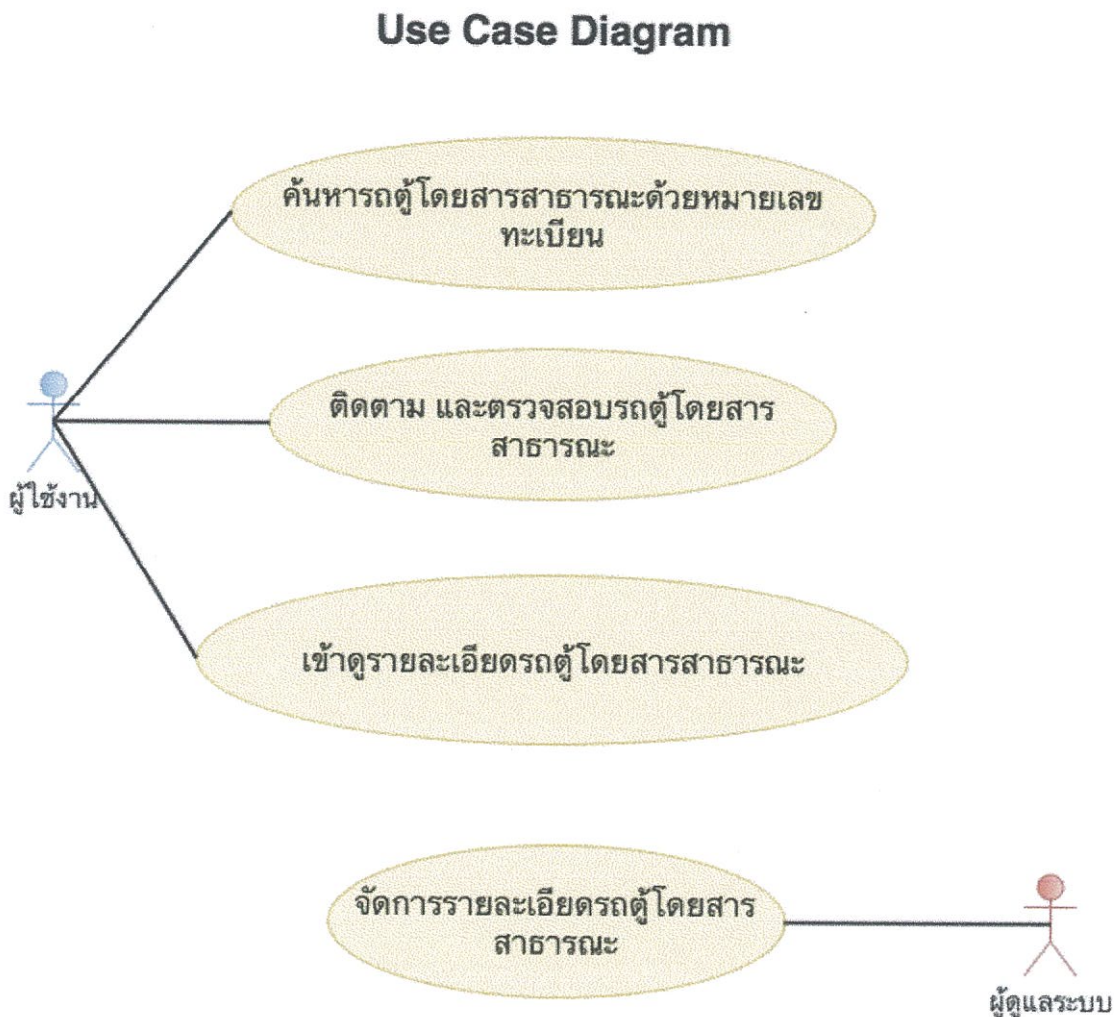 Use Case Diagram
ค้นหารถตู้โดยสารสาธารณะด้วยหมายเลข
ทะเบียน
ติดตาม และตรวจสอบรถตู้โดยสาร
สาธารณะ
ผู้ใช้งาน
เข้าดูรายละเอียดรถตู้โดยสารสาธารณะ
จัดการรายละเอียดรถตู้โดยสาร
สาธารณะ
ผู้ดูแลระบบ